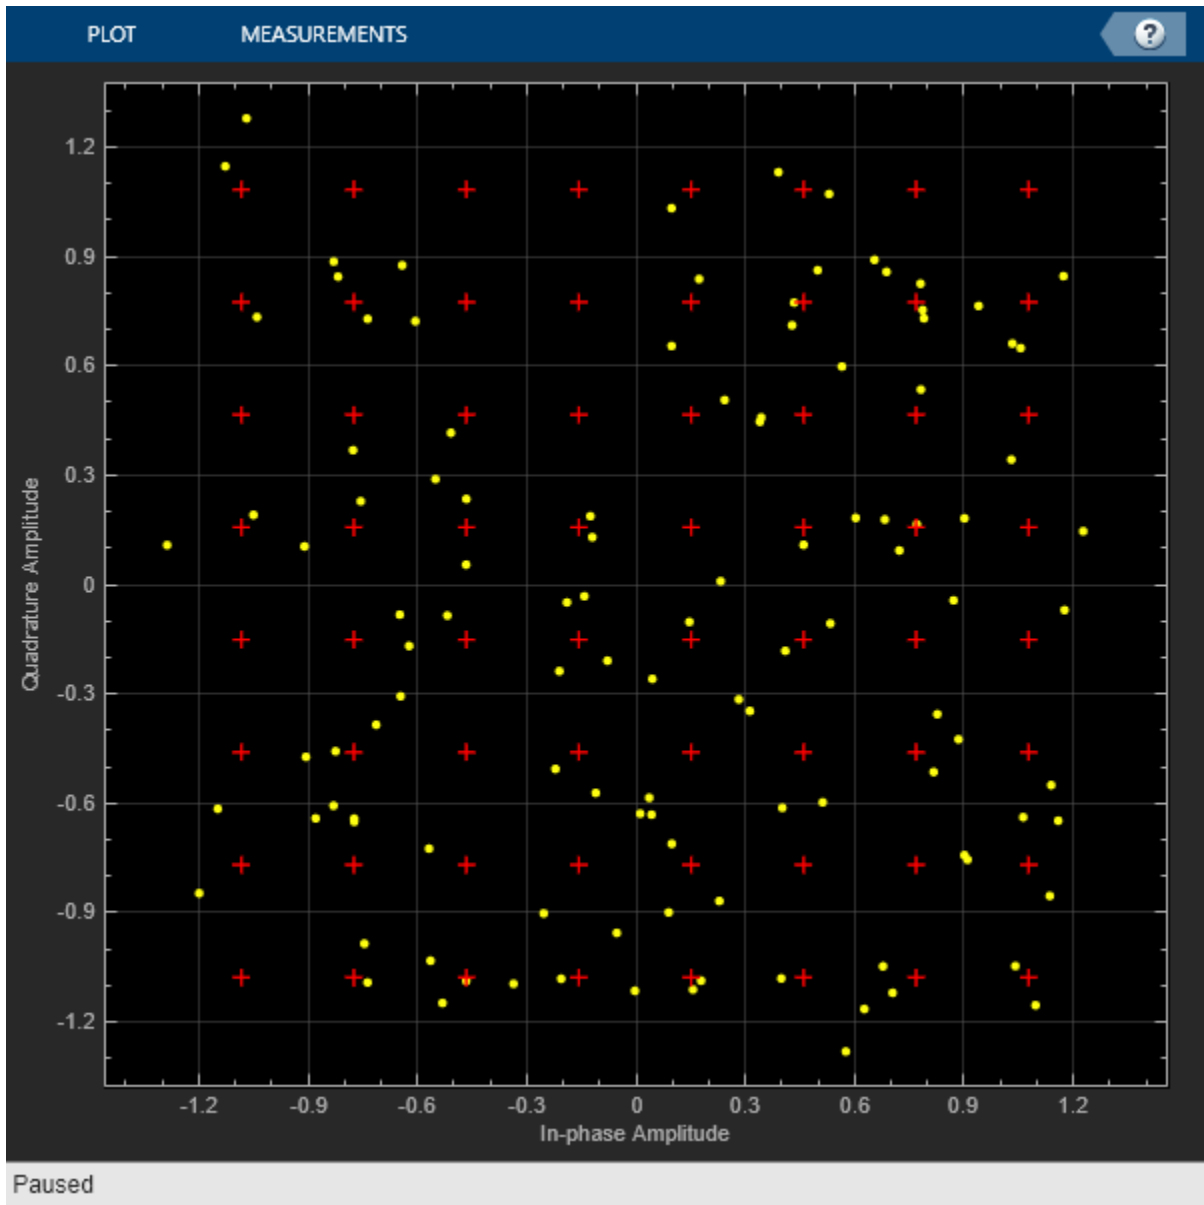 PLOT MEASUREMENTS ?
1.2
0.9
0.6
0.3
0
-0.3
-0.6
-0.9
-1.2
Quadrature Amplitude
-1.2 -0.9 -0.6 -0.3 0 0.3 0.6 0.9 1.2
In-phase Amplitude
Paused